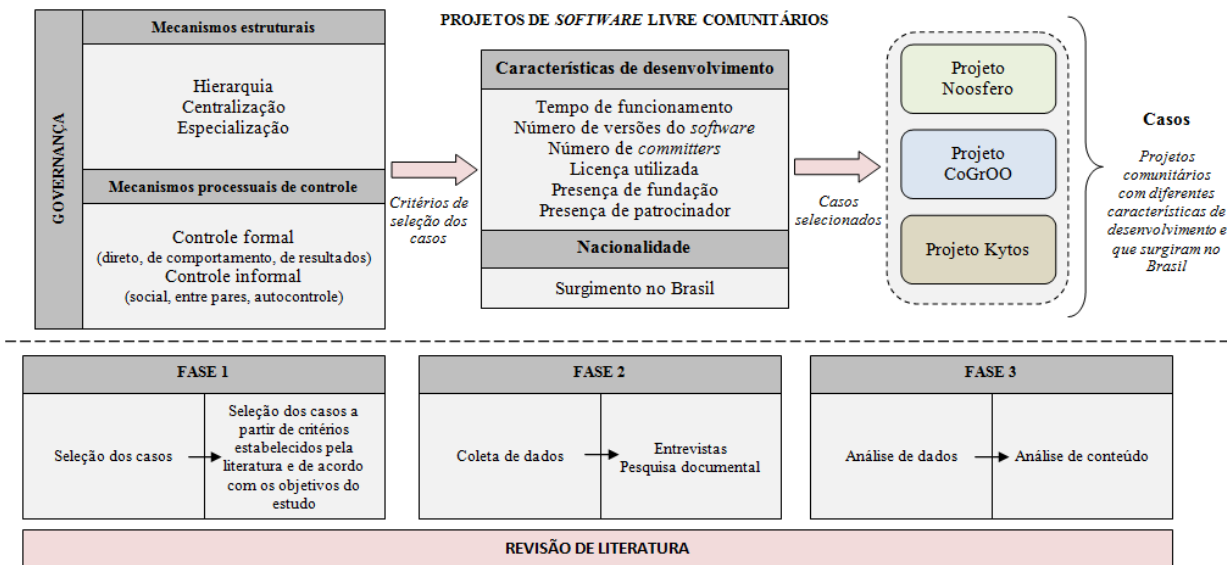 PROJETOS DE SOFTWARE LIVRE COMUNITÁRIOS
GOVERNANÇA
Mecanismos estruturais
Hierarquia
Centralização
Especialização
Mecanismos processuais de controle
Controle formal
(direto, de comportamento, de resultados)
Controle informal
(social, entre pares, autocontrole)
Critérios de
seleção dos
casos
Características de desenvolvimento
Tempo de funcionamento
Número de versões do software
Número de committers
Licença utilizada
Presença de fundação
Presença de patrocinador
Nacionalidade
Surgimento no Brasil
Casos
selecionados
Projeto
Noosfero
Projeto
CoGrOO
Projeto Kytos
Casos
Projetos
comunitários
com diferentes
características de
desenvolvimento e
que surgiram no
Brasil
FASE 1
Seleção dos casos
Seleção dos casos a
partir de critérios
estabelecidos pela
literatura e de acordo
com os objetivos do
estudo
FASE 2
Coleta de dados
Entrevistas
Pesquisa documental
FASE 3
Análise de dados
Análise de conteúdo
REVISÃO DE LITERATURA